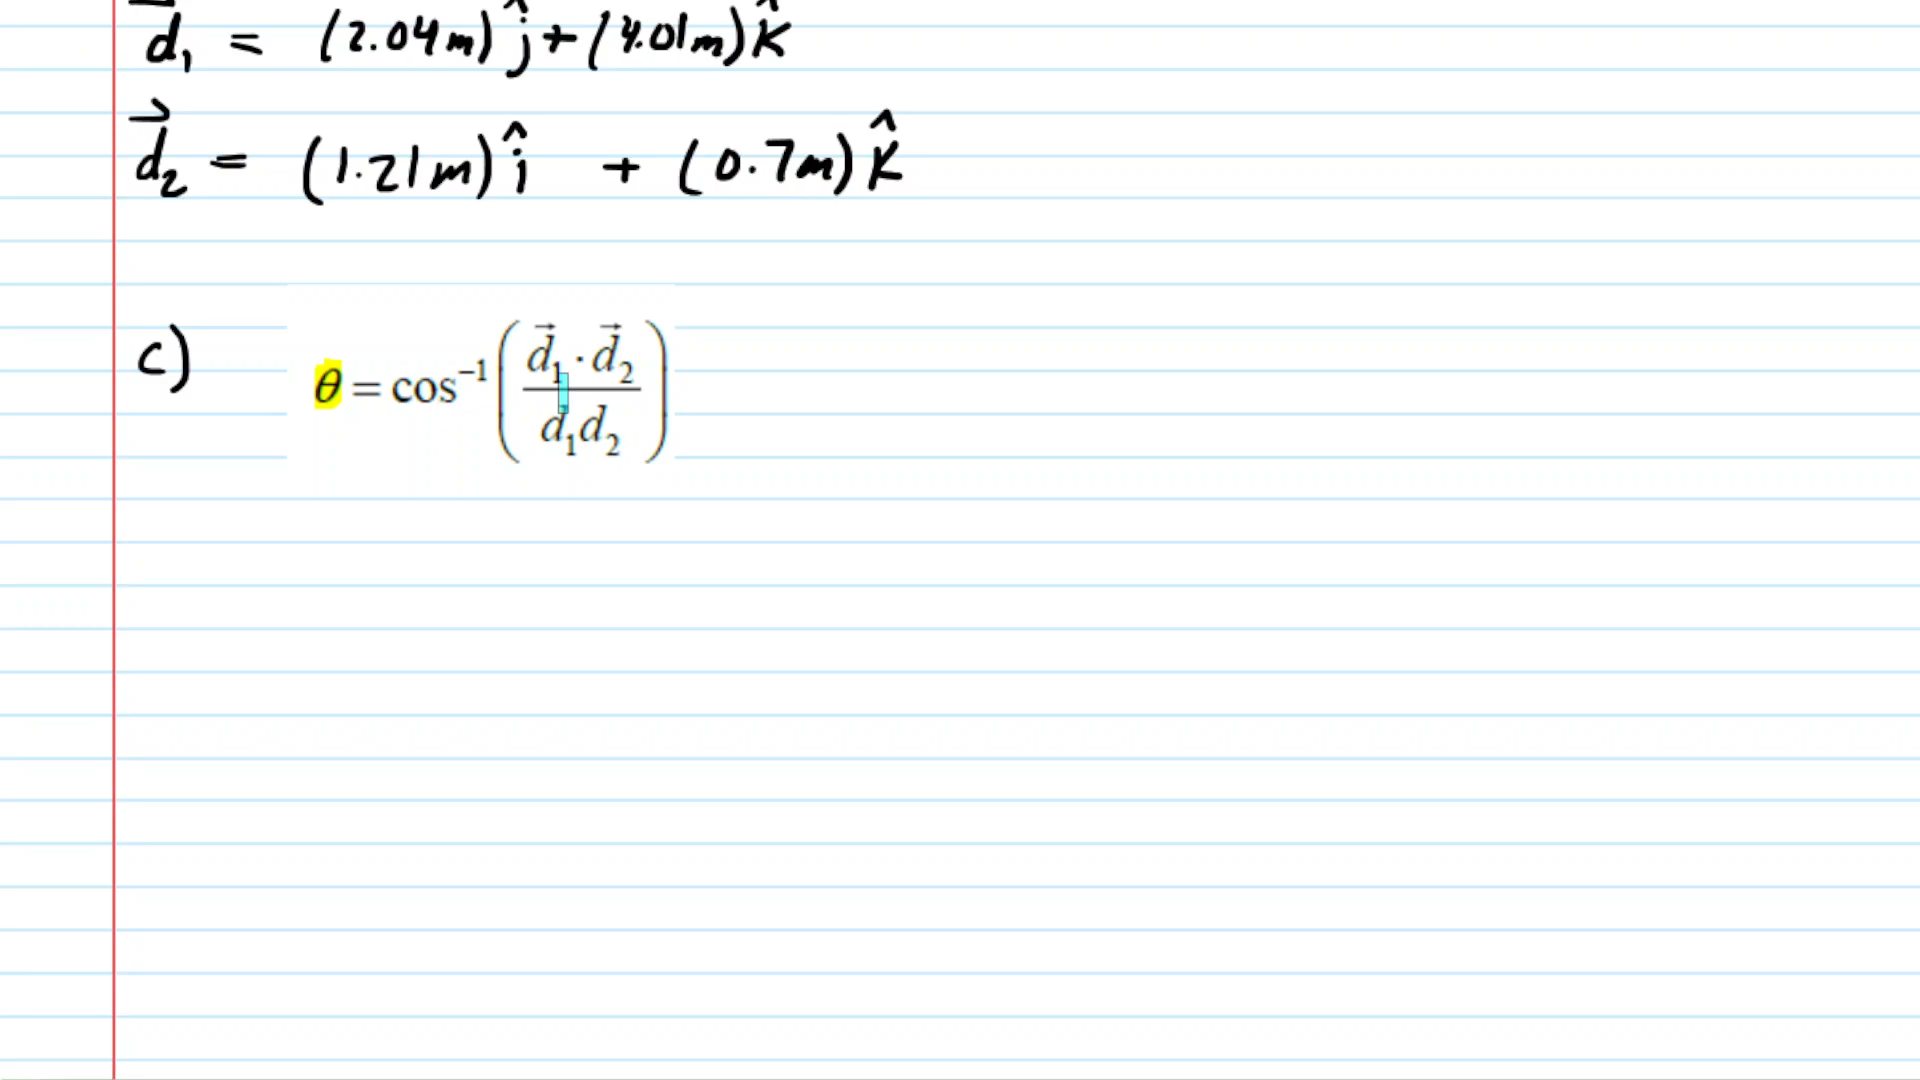 d⃗₁ = (2.04m) ĵ + (4.01m) k̂
d⃗₂ = (1.21m) î + (0.7m) k̂
c) θ = cos⁻¹ ( d⃗₁ · d⃗₂ / d₁d₂ )